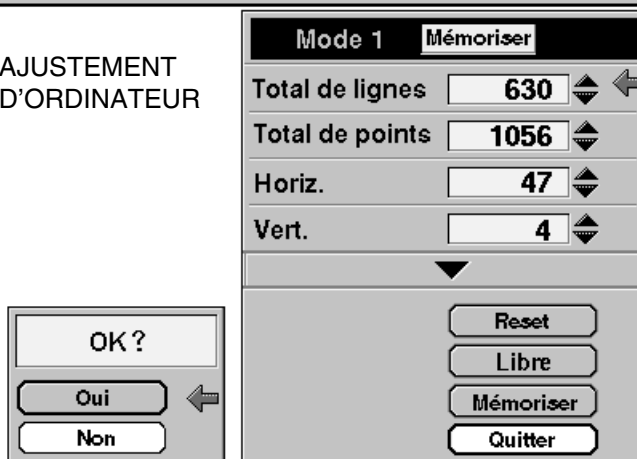 AJUSTEMENT
D'ORDINATEUR
Mode 1 Mémoriser
Total de lignes 630
Total de points 1056
Horiz. 47
Vert. 4
Reset
Libre
Mémoriser
Quitter
OK ?
Oui
Non